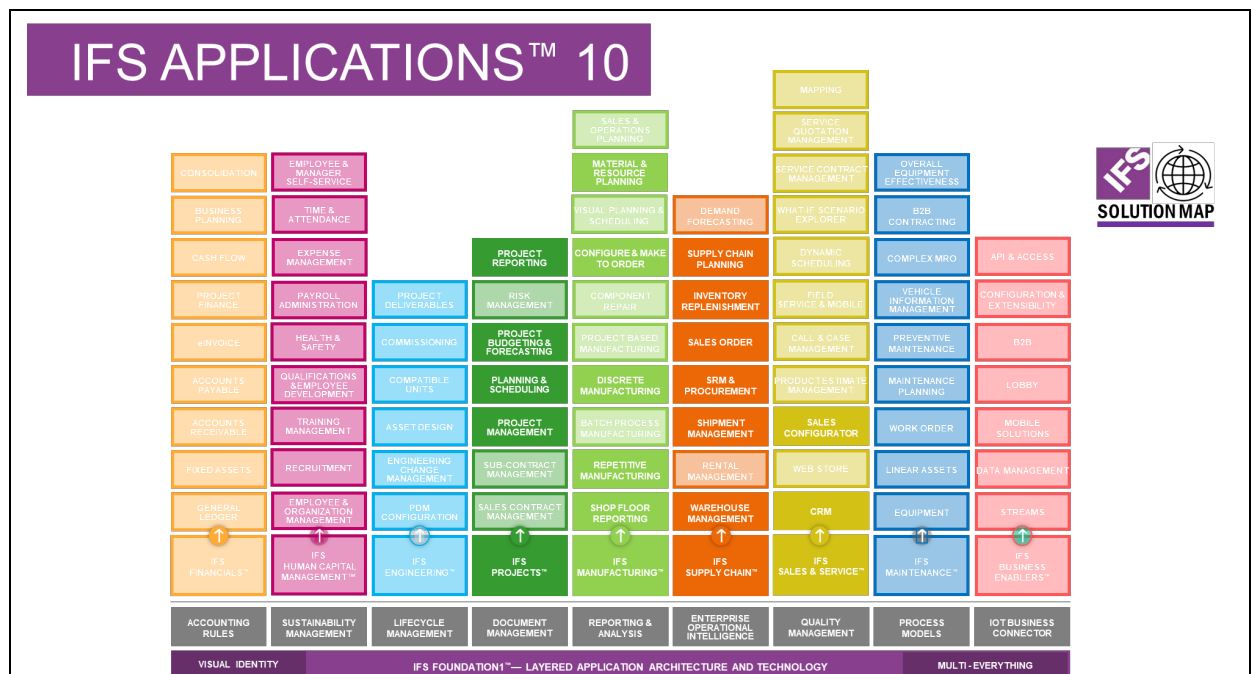 IFS APPLICATIONS™ 10
IFS
SOLUTION MAP
CONSOLIDATION
BUSINESS
PLANNING
CASH FLOW
PROJECT
FINANCE
eINVOICE
ACCOUNTS
PAYABLE
ACCOUNTS
RECEIVABLE
FIXED ASSETS
GENERAL
LEDGER
IFS
FINANCIALS™
EMPLOYEE &
MANAGER
SELF-SERVICE
TIME &
ATTENDANCE
EXPENSE
MANAGEMENT
PAYROLL
ADMINISTRATION
HEALTH &
SAFETY
QUALIFICATIONS
&EMPLOYEE
DEVELOPMENT
TRAINING
MANAGEMENT
RECRUITMENT
EMPLOYEE &
ORGANIZATION
MANAGEMENT
IFS
HUMAN CAPITAL
MANAGEMENT™
PROJECT
DELIVERABLES
COMMISSIONING
COMPATIBLE
UNITS
ASSET DESIGN
ENGINEERING
CHANGE
MANAGEMENT
PDM
CONFIGURATION
IFS
ENGINEERING™
PROJECT
REPORTING
RISK
MANAGEMENT
PROJECT
BUDGETING &
FORECASTING
PLANNING &
SCHEDULING
PROJECT
MANAGEMENT
SUB-CONTRACT
MANAGEMENT
SALES CONTRACT
MANAGEMENT
IFS
PROJECTS™
SALES &
OPERATIONS
PLANNING
MATERIAL &
RESOURCE
PLANNING
VISUAL PLANNING &
SCHEDULING
CONFIGURE & MAKE
TO ORDER
COMPONENT
REPAIR
PROJECT BASED
MANUFACTURING
DISCRETE
MANUFACTURING
BATCH PROCESS
MANUFACTURING
REPETITIVE
MANUFACTURING
SHOP FLOOR
REPORTING
IFS
MANUFACTURING™
DEMAND
FORECASTING
SUPPLY CHAIN
PLANNING
INVENTORY
REPLENISHMENT
SALES ORDER
SRM &
PROCUREMENT
SHIPMENT
MANAGEMENT
RENTAL
MANAGEMENT
WAREHOUSE
MANAGEMENT
IFS
SUPPLY CHAIN™
MAPPING
SERVICE
QUOTATION
MANAGEMENT
SERVICE CONTRACT
MANAGEMENT
WHAT IF SCENARIO
EXPLORER
DYNAMIC
SCHEDULING
FIELD
SERVICE & MOBILE
CALL & CASE
MANAGEMENT
PRODUCT ESTIMATE
MANAGEMENT
SALES
CONFIGURATOR
WEB STORE
CRM
IFS
SALES & SERVICE™
OVERALL
EQUIPMENT
EFFECTIVENESS
B2B
CONTRACTING
COMPLEX MRO
VEHICLE
INFORMATION
MANAGEMENT
PREVENTIVE
MAINTENANCE
MAINTENANCE
PLANNING
WORK ORDER
LINEAR ASSETS
EQUIPMENT
IFS
MAINTENANCE™
API & ACCESS
CONFIGURATION &
EXTENSIBILITY
B2B
LOBBY
MOBILE
SOLUTIONS
DATA MANAGEMENT
STREAMS
IFS
BUSINESS
ENABLERS™
ACCOUNTING
RULES
SUSTAINABILITY
MANAGEMENT
LIFECYCLE
MANAGEMENT
DOCUMENT
MANAGEMENT
REPORTING &
ANALYSIS
ENTERPRISE
OPERATIONAL
INTELLIGENCE
QUALITY
MANAGEMENT
PROCESS
MODELS
IOT BUSINESS
CONNECTOR
VISUAL IDENTITY
IFS FOUNDATION1™— LAYERED APPLICATION ARCHITECTURE AND TECHNOLOGY
MULTI-EVERYTHING